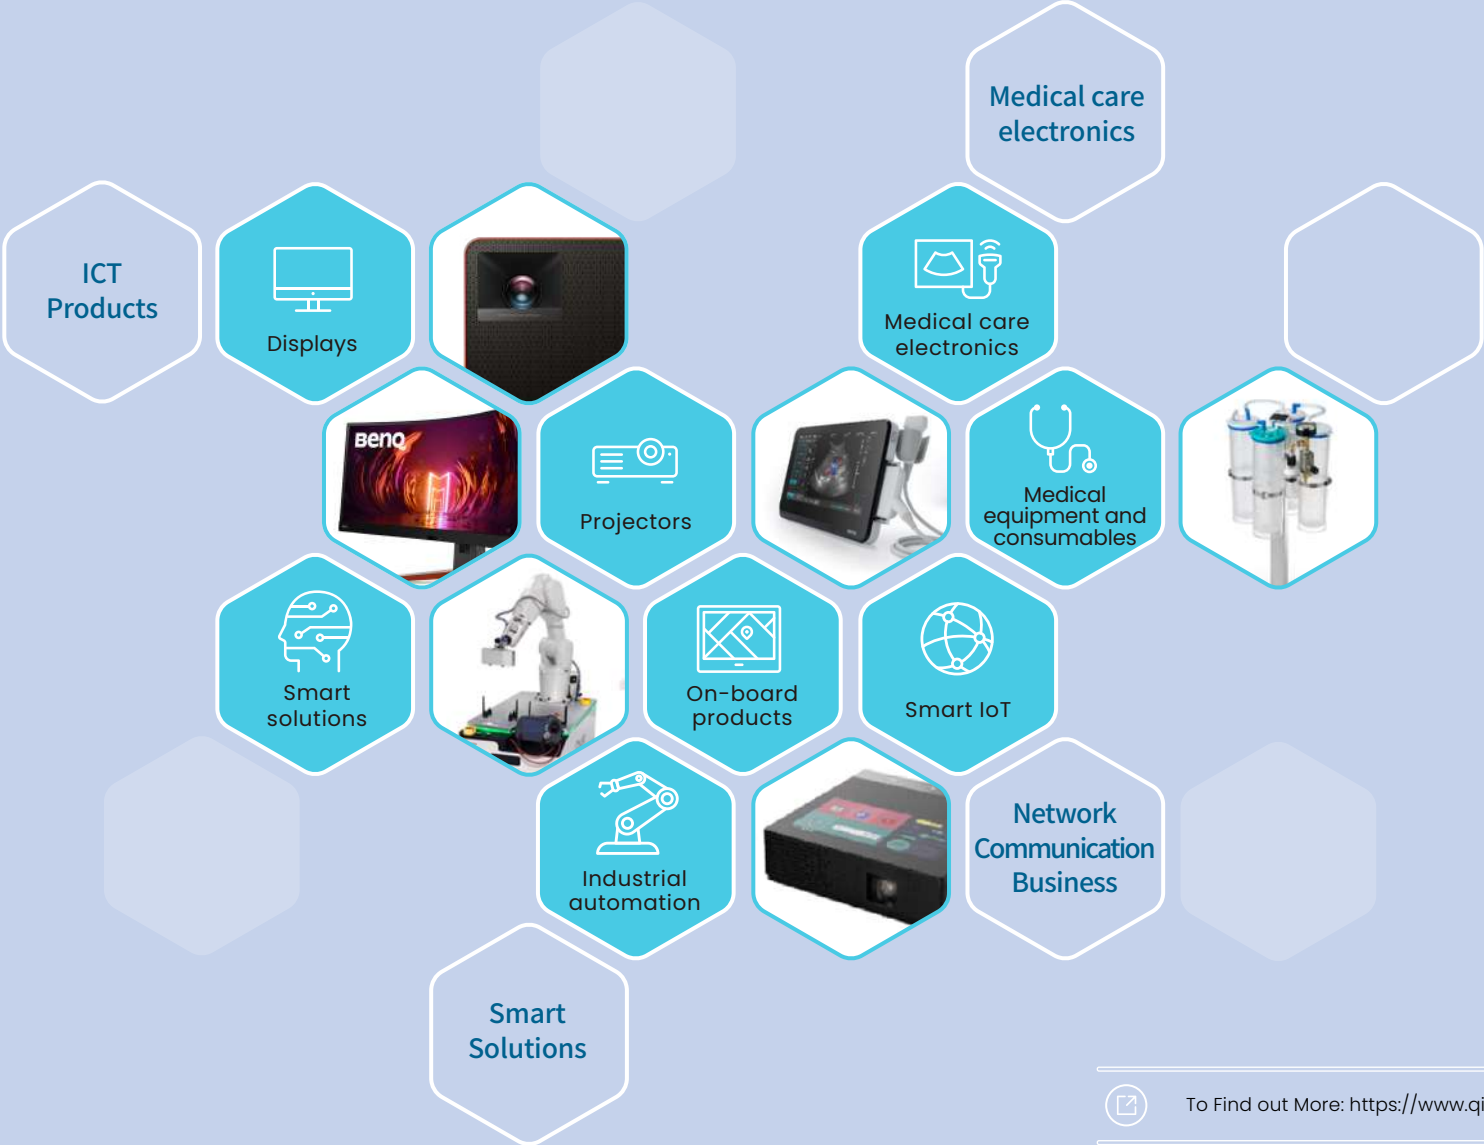 Medical care
electronics
ICT
Products
Displays
Medical care
electronics
BenQ
Projectors
Medical
equipment and
consumables
Smart
solutions
On-board
products
Smart IoT
Industrial
automation
Network
Communication
Business
Smart
Solutions
To Find out More: https://www.qi